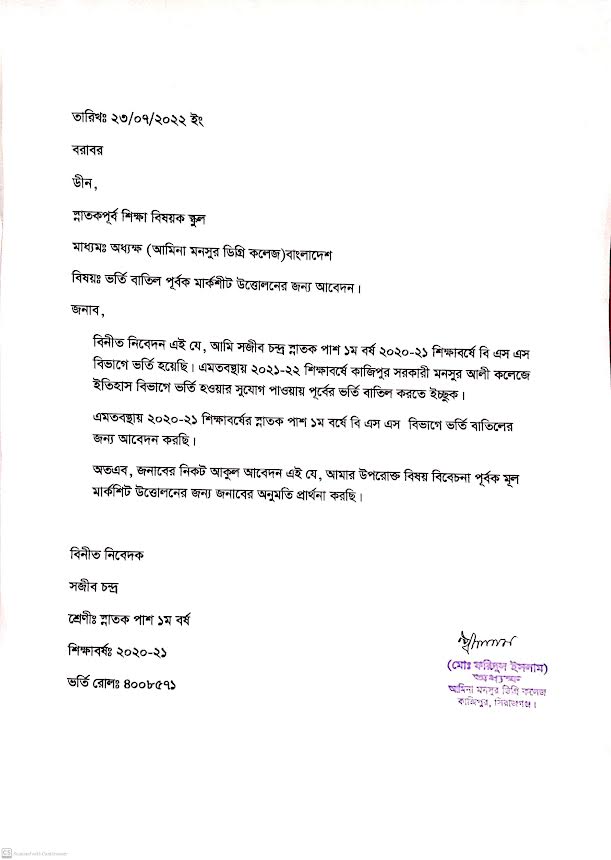 তারিখঃ ২৩/০৭/২০২২ ইং
বরাবর
ডীন,
স্নাতকপূর্ব শিক্ষা বিষয়ক স্কুল
মাধ্যমঃ অধ্যক্ষ (আমিনা মনসুর ডিগ্রি কলেজ)বাংলাদেশ
বিষয়ঃ ভর্তি বাতিল পূর্বক মার্কশীট উত্তোলনের জন্য আবেদন।
জনাব,
বিনীত নিবেদন এই যে, আমি সজীব চন্দ্র স্নাতক পাশ ১ম বর্ষ ২০২০-২১ শিক্ষাবর্ষে বি এস এস
বিভাগে ভর্তি হয়েছি। এমতবস্থায় ২০২১-২২ শিক্ষাবর্ষে কাজিপুর সরকারী মনসুর আলী কলেজে
ইতিহাস বিভাগে ভর্তি হওয়ার সুযোগ পাওয়ায় পূর্বের ভর্তি বাতিল করতে ইচ্ছুক।
এমতবস্থায় ২০২০-২১ শিক্ষাবর্ষের স্নাতক পাশ ১ম বর্ষে বি এস এস বিভাগে ভর্তি বাতিলের
জন্য আবেদন করছি।
অতএব, জনাবের নিকট আকুল আবেদন এই যে, আমার উপরোক্ত বিষয় বিবেচনা পূর্বক মূল
মার্কশিট উত্তোলনের জন্য জনাবের অনুমতি প্রার্থনা করছি।
বিনীত নিবেদক
সজীব চন্দ্র
শ্রেণীঃ স্নাতক পাশ ১ম বর্ষ
শিক্ষাবর্ষঃ ২০২০-২১
ভর্তি রোলঃ ৪০০৮৫৭১
(মোঃ ফরিদুল ইসলাম)
আমিনা মনসুর ডিগ্রি কলেজ
কাজিপুর, সিরাজগঞ্জ।
CS Scanned with CamScanner